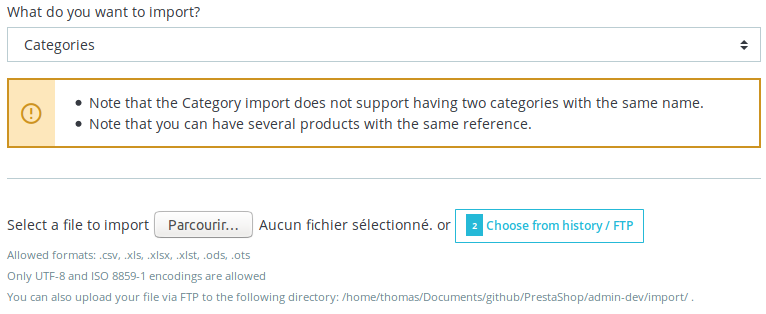 What do you want to import?
Categories
Note that the Category import does not support having two categories with the same name.
Note that you can have several products with the same reference.
Select a file to import Parcourir... Aucun fichier sélectionné. or 2 Choose from history / FTP
Allowed formats: .csv, .xls, .xlsx, .xlst, .ods, .ots
Only UTF-8 and ISO 8859-1 encodings are allowed
You can also upload your file via FTP to the following directory: /home/thomas/Documents/github/PrestaShop/admin-dev/import/ .